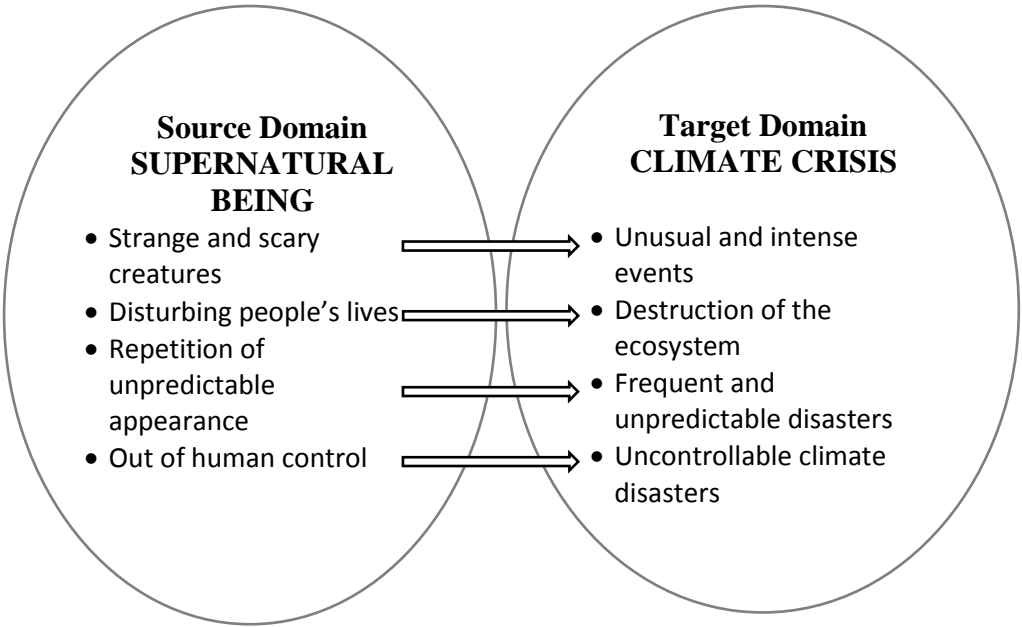 Source Domain
SUPERNATURAL
BEING
• Strange and scary
creatures
• Disturbing people’s lives
• Repetition of
unpredictable
appearance
• Out of human control
Target Domain
CLIMATE CRISIS
• Unusual and intense
events
• Destruction of the
ecosystem
• Frequent and
unpredictable disasters
• Uncontrollable climate
disasters